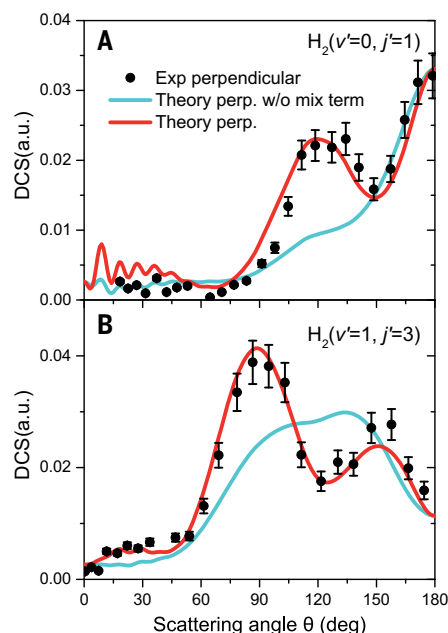 A
H₂(v'=0, j'=1)
Exp perpendicular
Theory perp. w/o mix term
Theory perp.
DCS(a.u.)
0.04
0.03
0.02
0.01
0.00
B
H₂(v'=1, j'=3)
DCS(a.u.)
0.04
0.02
0.00
0 30 60 90 120 150 180
Scattering angle θ (deg)